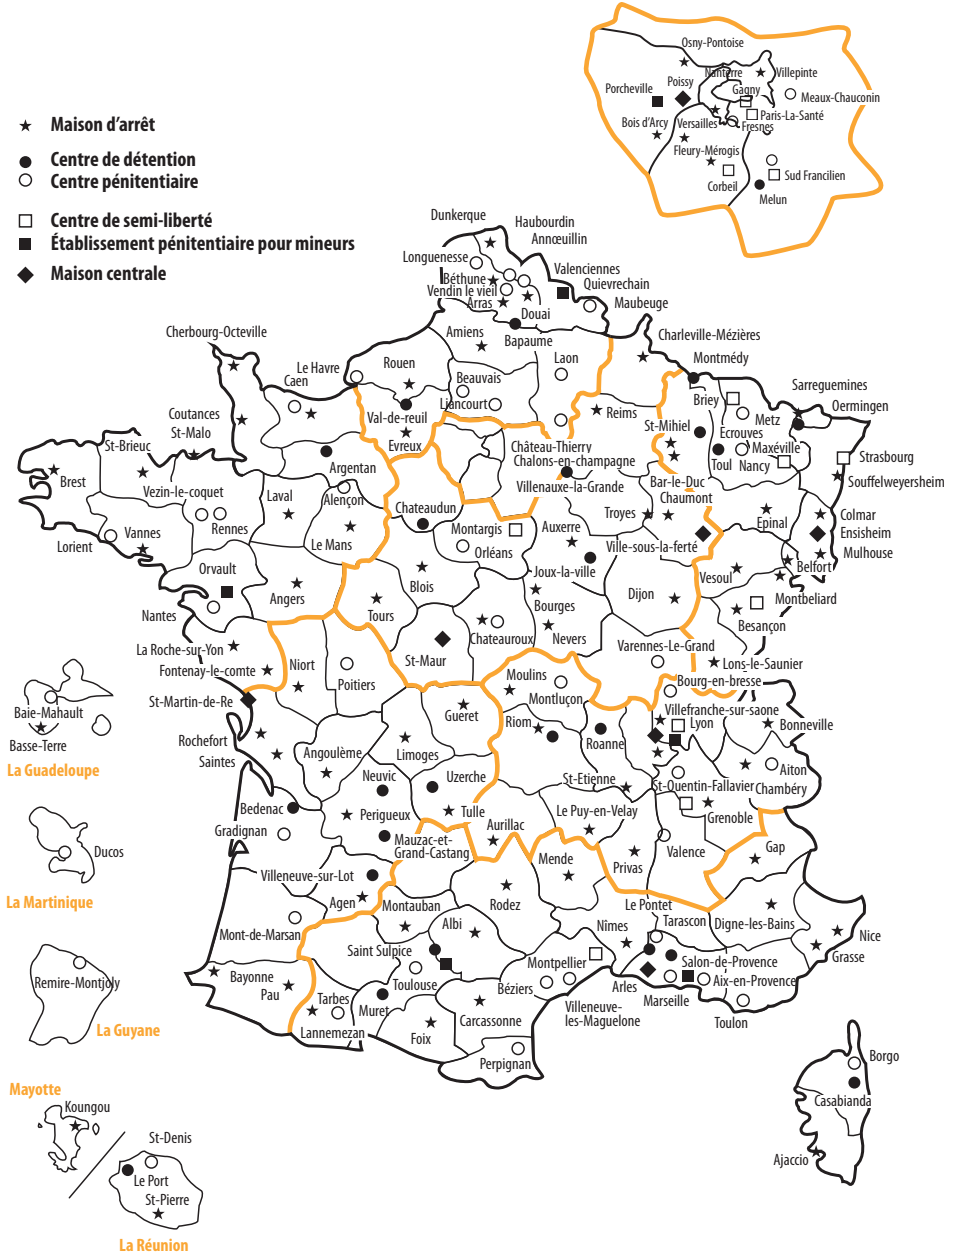 Osny-Pontoise
Nanterre
Villepinte
Poissy
Porcheville
Gagny
Meaux-Chauconin
Paris-La-Santé
Bois d'Arcy
Versailles
Fresnes
Fleury-Mérogis
Sud Francilien
Corbeil
Melun
Maison d'arrêt
Centre de détention
Centre pénitentiaire
Centre de semi-liberté
Établissement pénitentiaire pour mineurs
Maison centrale
Dunkerque
Haubourdin
Annœuillin
Longuenesse
Valenciennes
Béthune
Quievrechain
Vendin le vieil
Arras
Maubeuge
Douai
Bapaume
Cherbourg-Octeville
Amiens
Charleville-Mézières
Laon
Montmédy
Le Havre
Rouen
Caen
Beauvais
Sarreguemines
Liancourt
Briey
Oermingen
Coutances
Val-de-reuil
Reims
Metz
St-Malo
St-Mihiel
Ecrouves
St-Brieuc
Evreux
Château-Thierry
Maxéville
Chalons-en-champagne
Toul
Nancy
Strasbourg
Argentan
Brest
Vezin-le-coquet
Laval
Alençon
Villenauxe-la-Grande
Bar-le-Duc
Souffelweyersheim
Chaumont
Chateaudun
Troyes
Colmar
Rennes
Montargis
Auxerre
Epinal
Ensisheim
Vannes
Lorient
Le Mans
Orléans
Ville-sous-la-ferté
Mulhouse
Orvault
Joux-la-ville
Belfort
Blois
Vesoul
Angers
Dijon
Montbeliard
Nantes
Tours
Bourges
Besançon
Chateauroux
Nevers
La Roche-sur-Yon
Varennes-Le-Grand
Fontenay-le-comte
Niort
St-Maur
Lons-le-Saunier
Moulins
Poitiers
Bourg-en-bresse
St-Martin-de-Re
Montluçon
Gueret
Villefranche-sur-saone
Riom
Lyon
Bonneville
Baie-Mahault
Rochefort
Roanne
Basse-Terre
Saintes
Angoulême
Limoges
La Guadeloupe
Neuvic
Uzerche
St-Etienne
Aiton
St-Quentin-Fallavier
Chambéry
Bedenac
Perigueux
Tulle
Le Puy-en-Velay
Grenoble
Gradignan
Aurillac
Mauzac-et-
Grand-Castang
Ducos
Mende
Valence
Gap
Privas
Villeneuve-sur-Lot
La Martinique
Agen
Montauban
Rodez
Le Pontet
Mont-de-Marsan
Albi
Nîmes
Tarascon
Digne-les-Bains
Nice
Saint Sulpice
Grasse
Montpellier
Salon-de-Provence
Bayonne
Toulouse
Remire-Montjoly
Béziers
Arles
Aix-en-Provence
Pau
Tarbes
Marseille
Muret
Villeneuve-
les-Maguelone
La Guyane
Lannemezan
Carcassonne
Toulon
Foix
Perpignan
Borgo
Mayotte
Casabianda
Koungou
St-Denis
Ajaccio
Le Port
St-Pierre
La Réunion